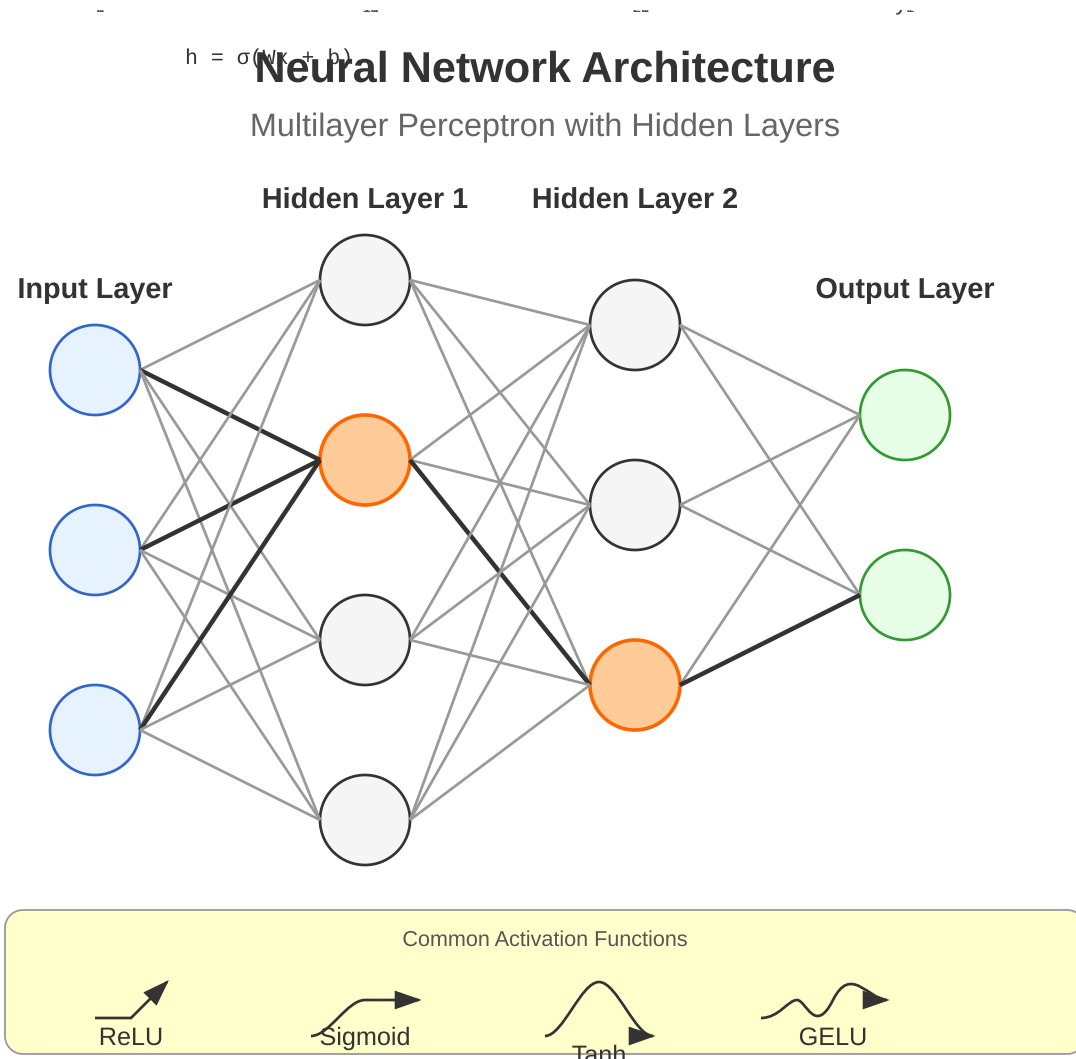 h = σ(Wx + b)
Neural Network Architecture
Multilayer Perceptron with Hidden Layers
Hidden Layer 1
Hidden Layer 2
Input Layer
Output Layer
Common Activation Functions
ReLU
Sigmoid
Tanh
GELU